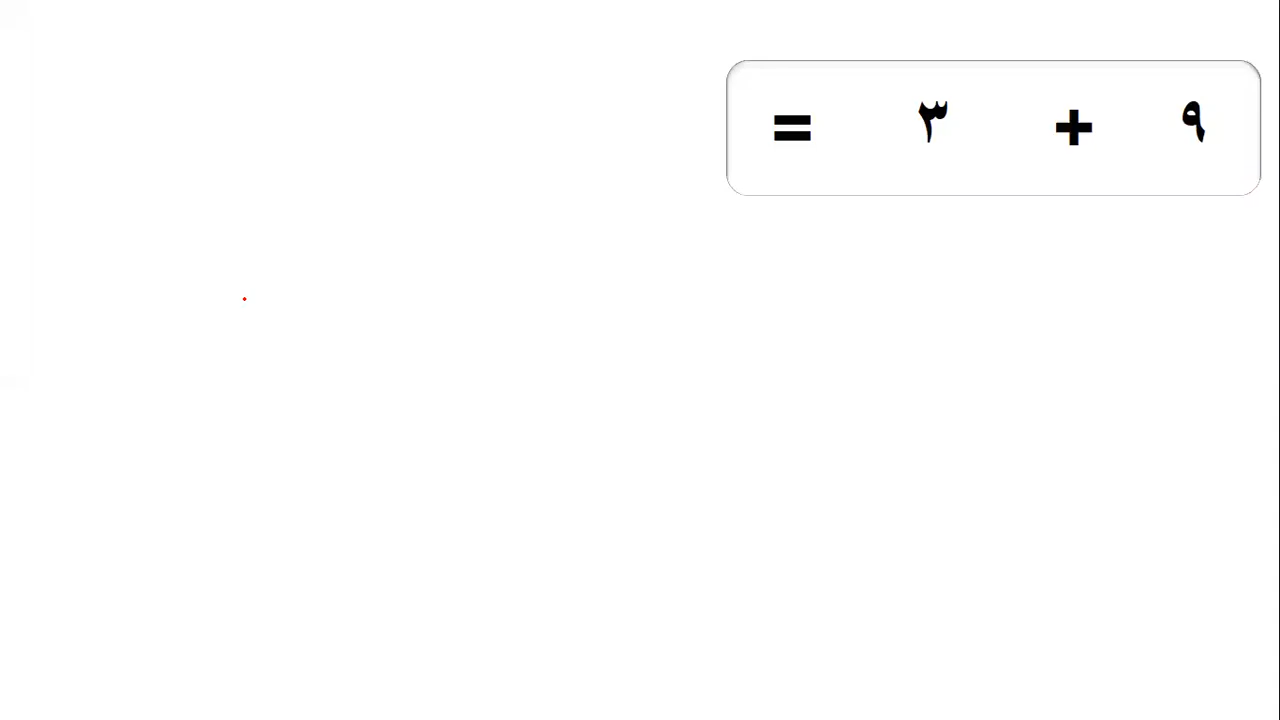 ٩ + ٣ =